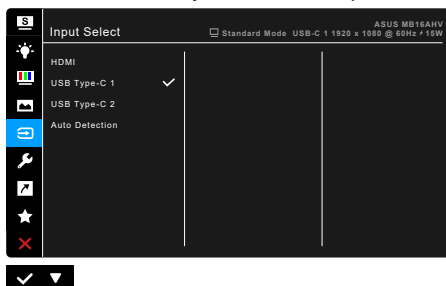 S
ASUS MB16AHV
Input Select
Standard Mode USB-C 1 1920 x 1080 @ 60Hz 15W
HDMI
USB Type-C 1
USB Type-C 2
Auto Detection